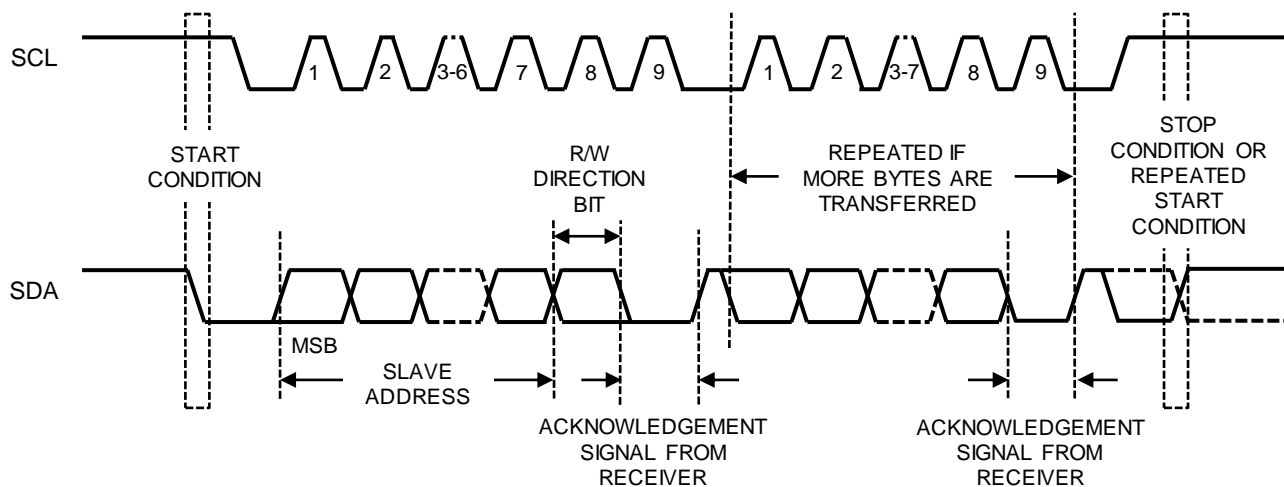 SCL
1 2 3-6 7 8 9 1 2 3-7 8 9
START
CONDITION
R/W
DIRECTION
BIT
REPEATED IF
MORE BYTES ARE
TRANSFERRED
STOP
CONDITION OR
REPEATED
START
CONDITION
SDA
MSB
SLAVE
ADDRESS
ACKNOWLEDGEMENT
SIGNAL FROM
RECEIVER
ACKNOWLEDGEMENT
SIGNAL FROM
RECEIVER